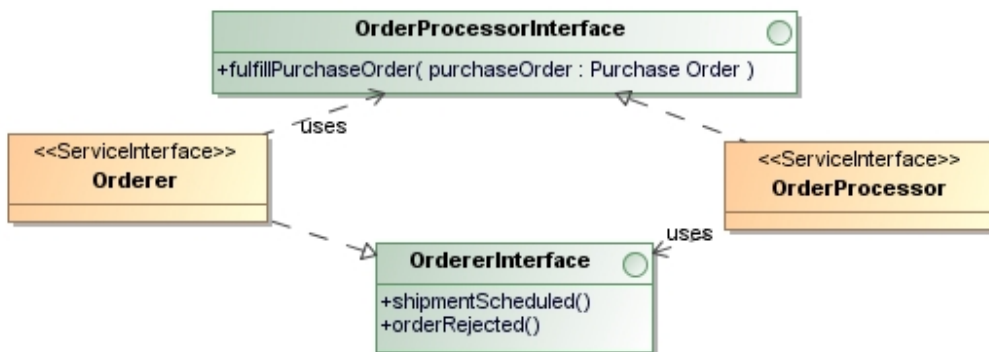 OrderProcessorInterface
+fulfillPurchaseOrder( purchaseOrder : Purchase Order )
uses
<<ServiceInterface>>
Orderer
<<ServiceInterface>>
OrderProcessor
uses
OrdererInterface
+shipmentScheduled()
+orderRejected()